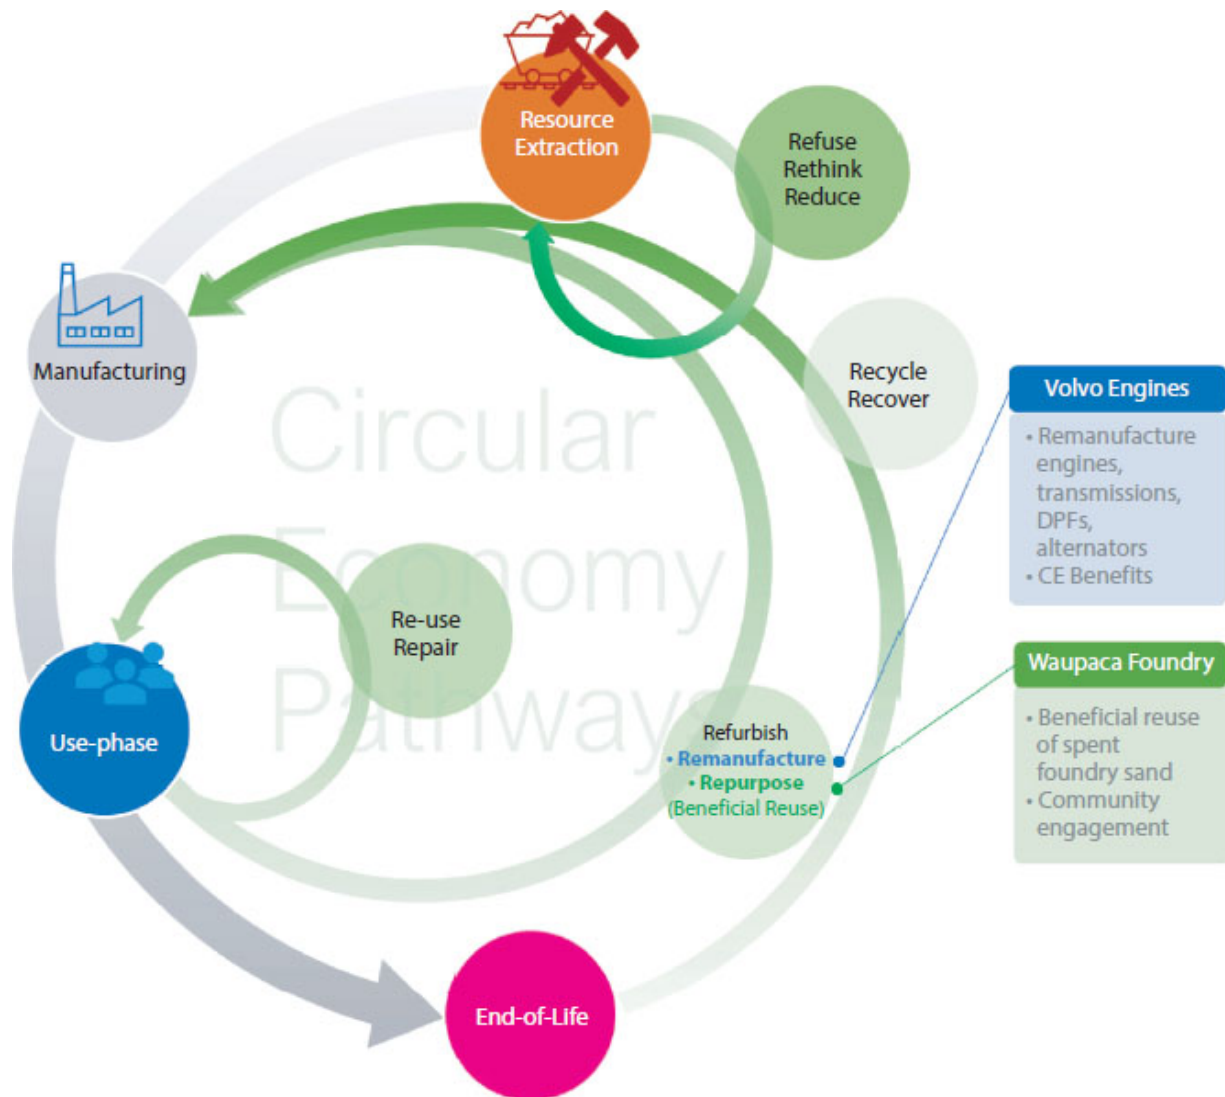 Resource
Extraction
Refuse
Rethink
Reduce
Manufacturing
Recycle
Recover
Circular
Economy
Pathways
Re-use
Repair
Use-phase
Refurbish
• Remanufacture
• Repurpose
(Beneficial Reuse)
End-of-Life
Volvo Engines
• Remanufacture
engines,
transmissions,
DPFs,
alternators
• CE Benefits
Waupaca Foundry
• Beneficial reuse
of spent
foundry sand
• Community
engagement